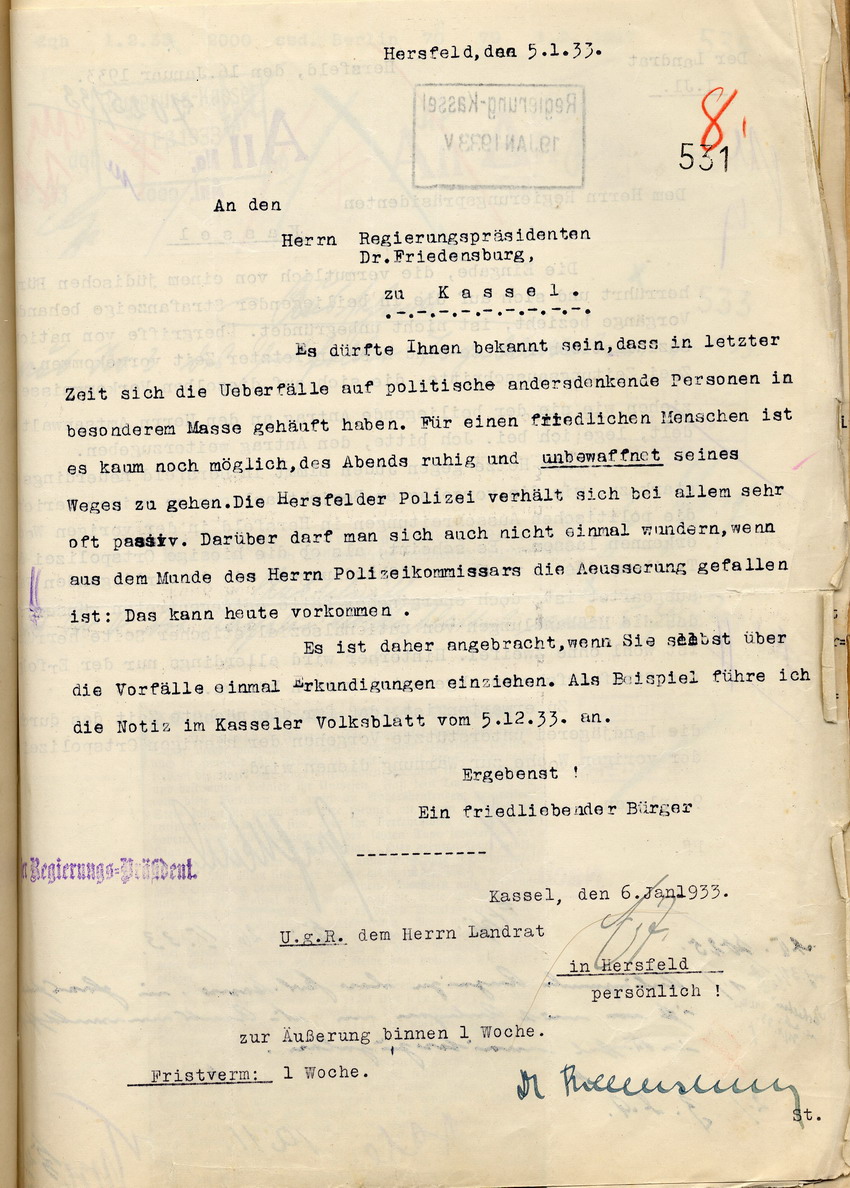 Hersfeld, den 5.1.33.
Regierung-Kassel
19. JAN 1933 V
8.
531
An den
Herrn Regierungspräsidenten
Dr. Friedensburg,
zu Kassel.
Es dürfte Ihnen bekannt sein, dass in letzter
Zeit sich die Ueberfälle auf politische andersdenkende Personen in
besonderem Masse gehäuft haben. Für einen friedlichen Menschen ist
es kaum noch möglich, des Abends ruhig und unbewaffnet seines
Weges zu gehen. Die Hersfelder Polizei verhält sich bei allem sehr
oft passiv. Darüber darf man sich auch nicht einmal wundern, wenn
aus dem Munde des Herrn Polizeikommissars die Aeusserung gefallen
ist: Das kann heute vorkommen .
Es ist daher angebracht, wenn Sie selbst über
die Vorfälle einmal Erkundigungen einziehen. Als Beispiel führe ich
die Notiz im Kasseler Volksblatt vom 5.12.33. an.
Ergebenst !
Ein friedliebender Bürger
Regierungs=Präsident.
Kassel, den 6.Jan1933.
U.g.R. dem Herrn Landrat
in Hersfeld
persönlich !
zur Äußerung binnen 1 Woche.
Fristverm: 1 Woche.
Dr Friedensburg
St.